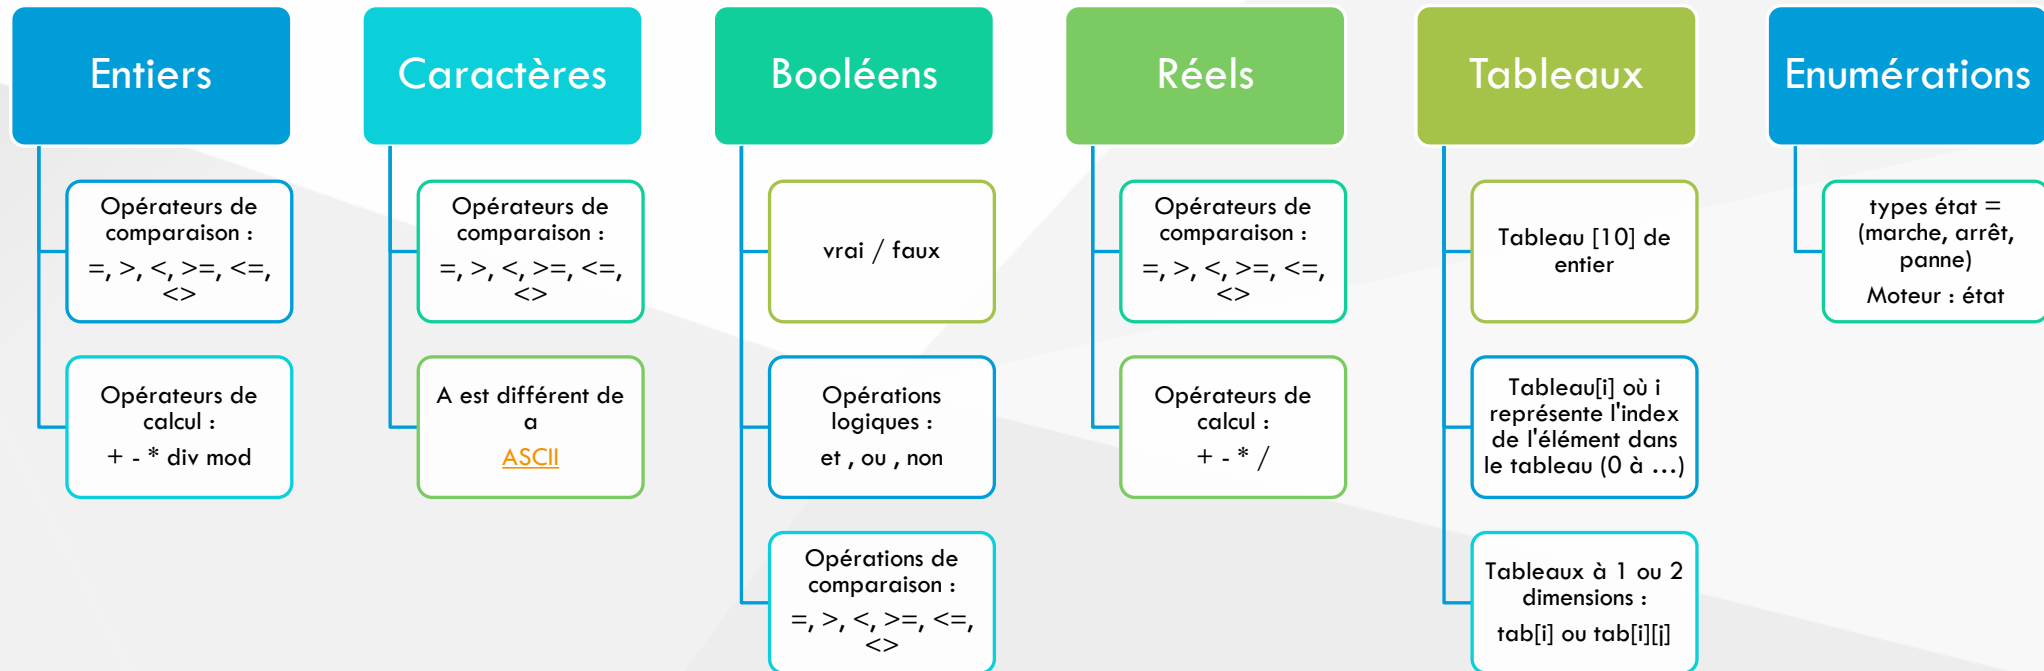 Entiers
Opérateurs de
comparaison :
=, >, <, >=, <=,
<>
Opérateurs de
calcul :
+ - * div mod
Caractères
Opérateurs de
comparaison :
=, >, <, >=, <=,
<>
A est différent de
a
ASCII
Booléens
vrai / faux
Opérations
logiques :
et , ou , non
Opérations de
comparaison :
=, >, <, >=, <=,
<>
Réels
Opérateurs de
comparaison :
=, >, <, >=, <=,
<>
Opérateurs de
calcul :
+ - * /
Tableaux
Tableau [10] de
entier
Tableau[i] où i
représente l'index
de l'élément dans
le tableau (0 à ...)
Tableaux à 1 ou 2
dimensions :
tab[i] ou tab[i][j]
Enumérations
types état =
(marche, arrêt,
panne)
Moteur : état